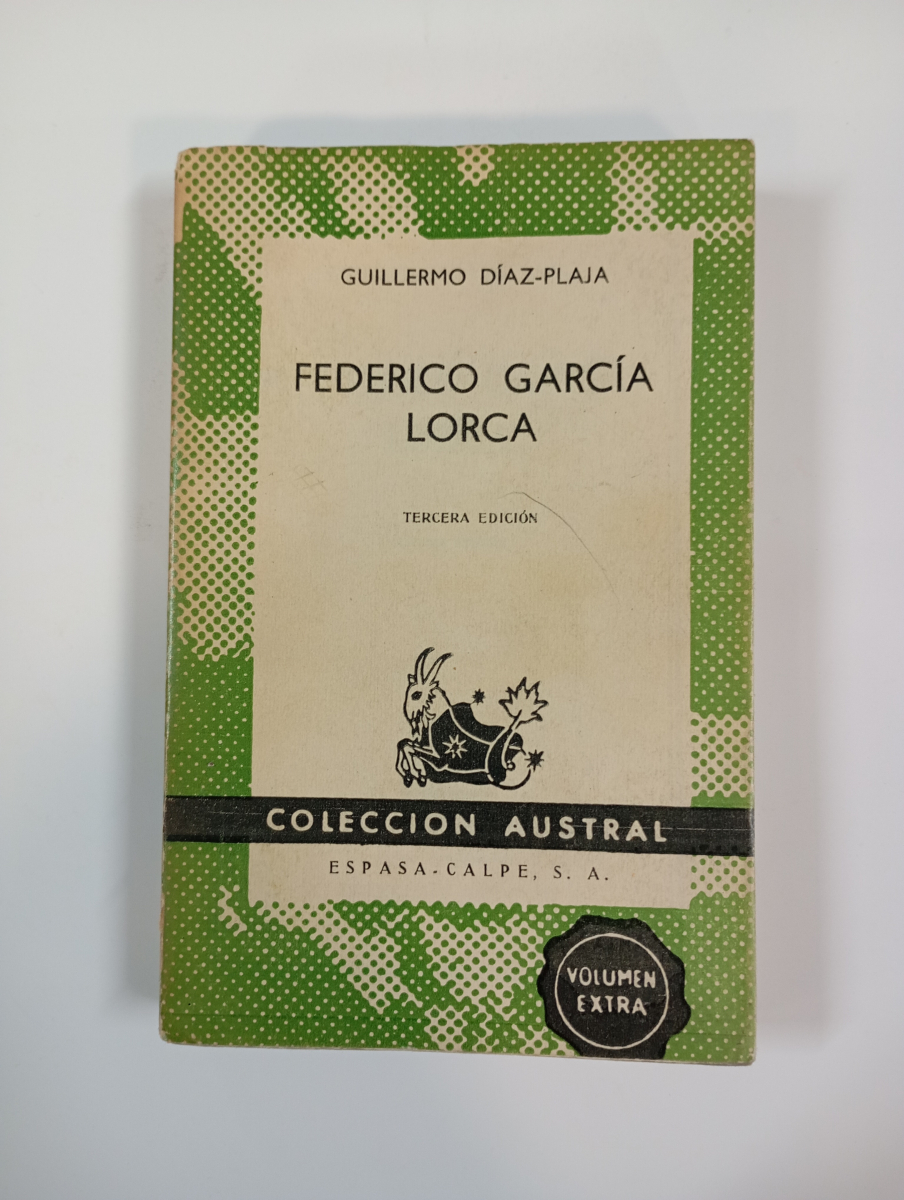 GUILLERMO DÍAZ-PLAJA
FEDERICO GARCÍA
LORCA
TERCERA EDICIÓN
COLECCION AUSTRAL
ESPASA-CALPE, S. A.
VOLUMEN
EXTRA